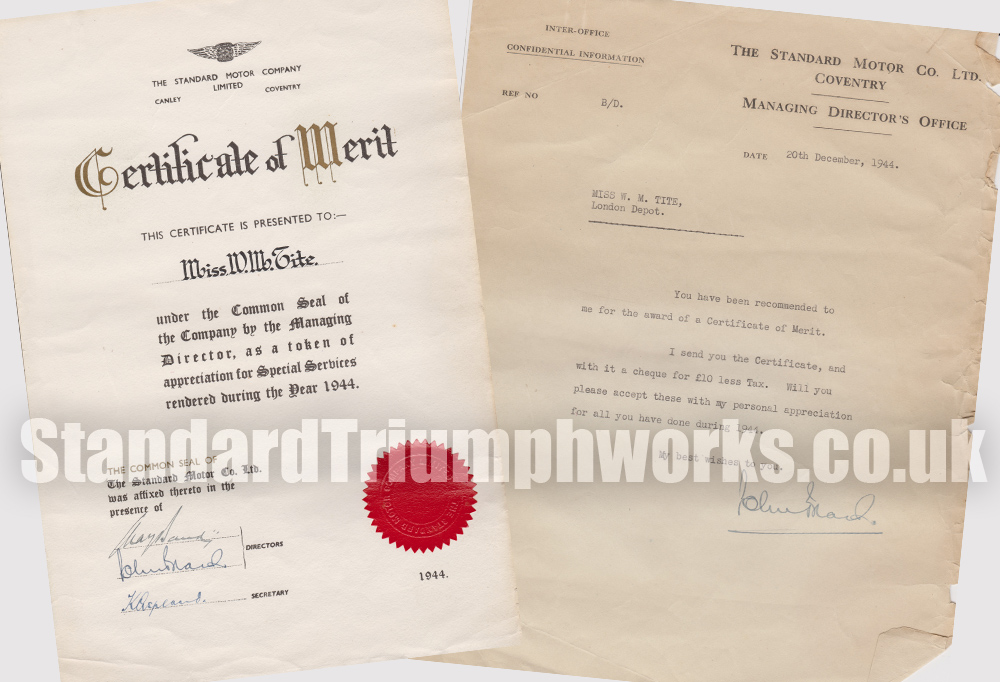 THE STANDARD MOTOR COMPANY
LIMITED
CANLEY COVENTRY
Certificate of Merit
THIS CERTIFICATE IS PRESENTED TO:—
Miss W. M. Tite.
under the Common Seal of
the Company by the Managing
Director, as a token of
appreciation for Special Services
rendered during the Year 1944.
THE COMMON SEAL OF
The Standard Motor Co. Ltd.
was affixed thereto in the
presence of
DIRECTORS
SECRETARY
1944.
INTER-OFFICE
CONFIDENTIAL INFORMATION
REF NO B/D.
THE STANDARD MOTOR CO. LTD.
COVENTRY
MANAGING DIRECTOR'S OFFICE
DATE 20th December, 1944.
MISS W. M. TITE,
London Depot.
You have been recommended to
me for the award of a Certificate of Merit.
I send you the Certificate, and
with it a cheque for £10 less Tax. Will you
please accept these with my personal appreciation
for all you have done during 1944.
My best wishes to you.
StandardTriumphworks.co.uk